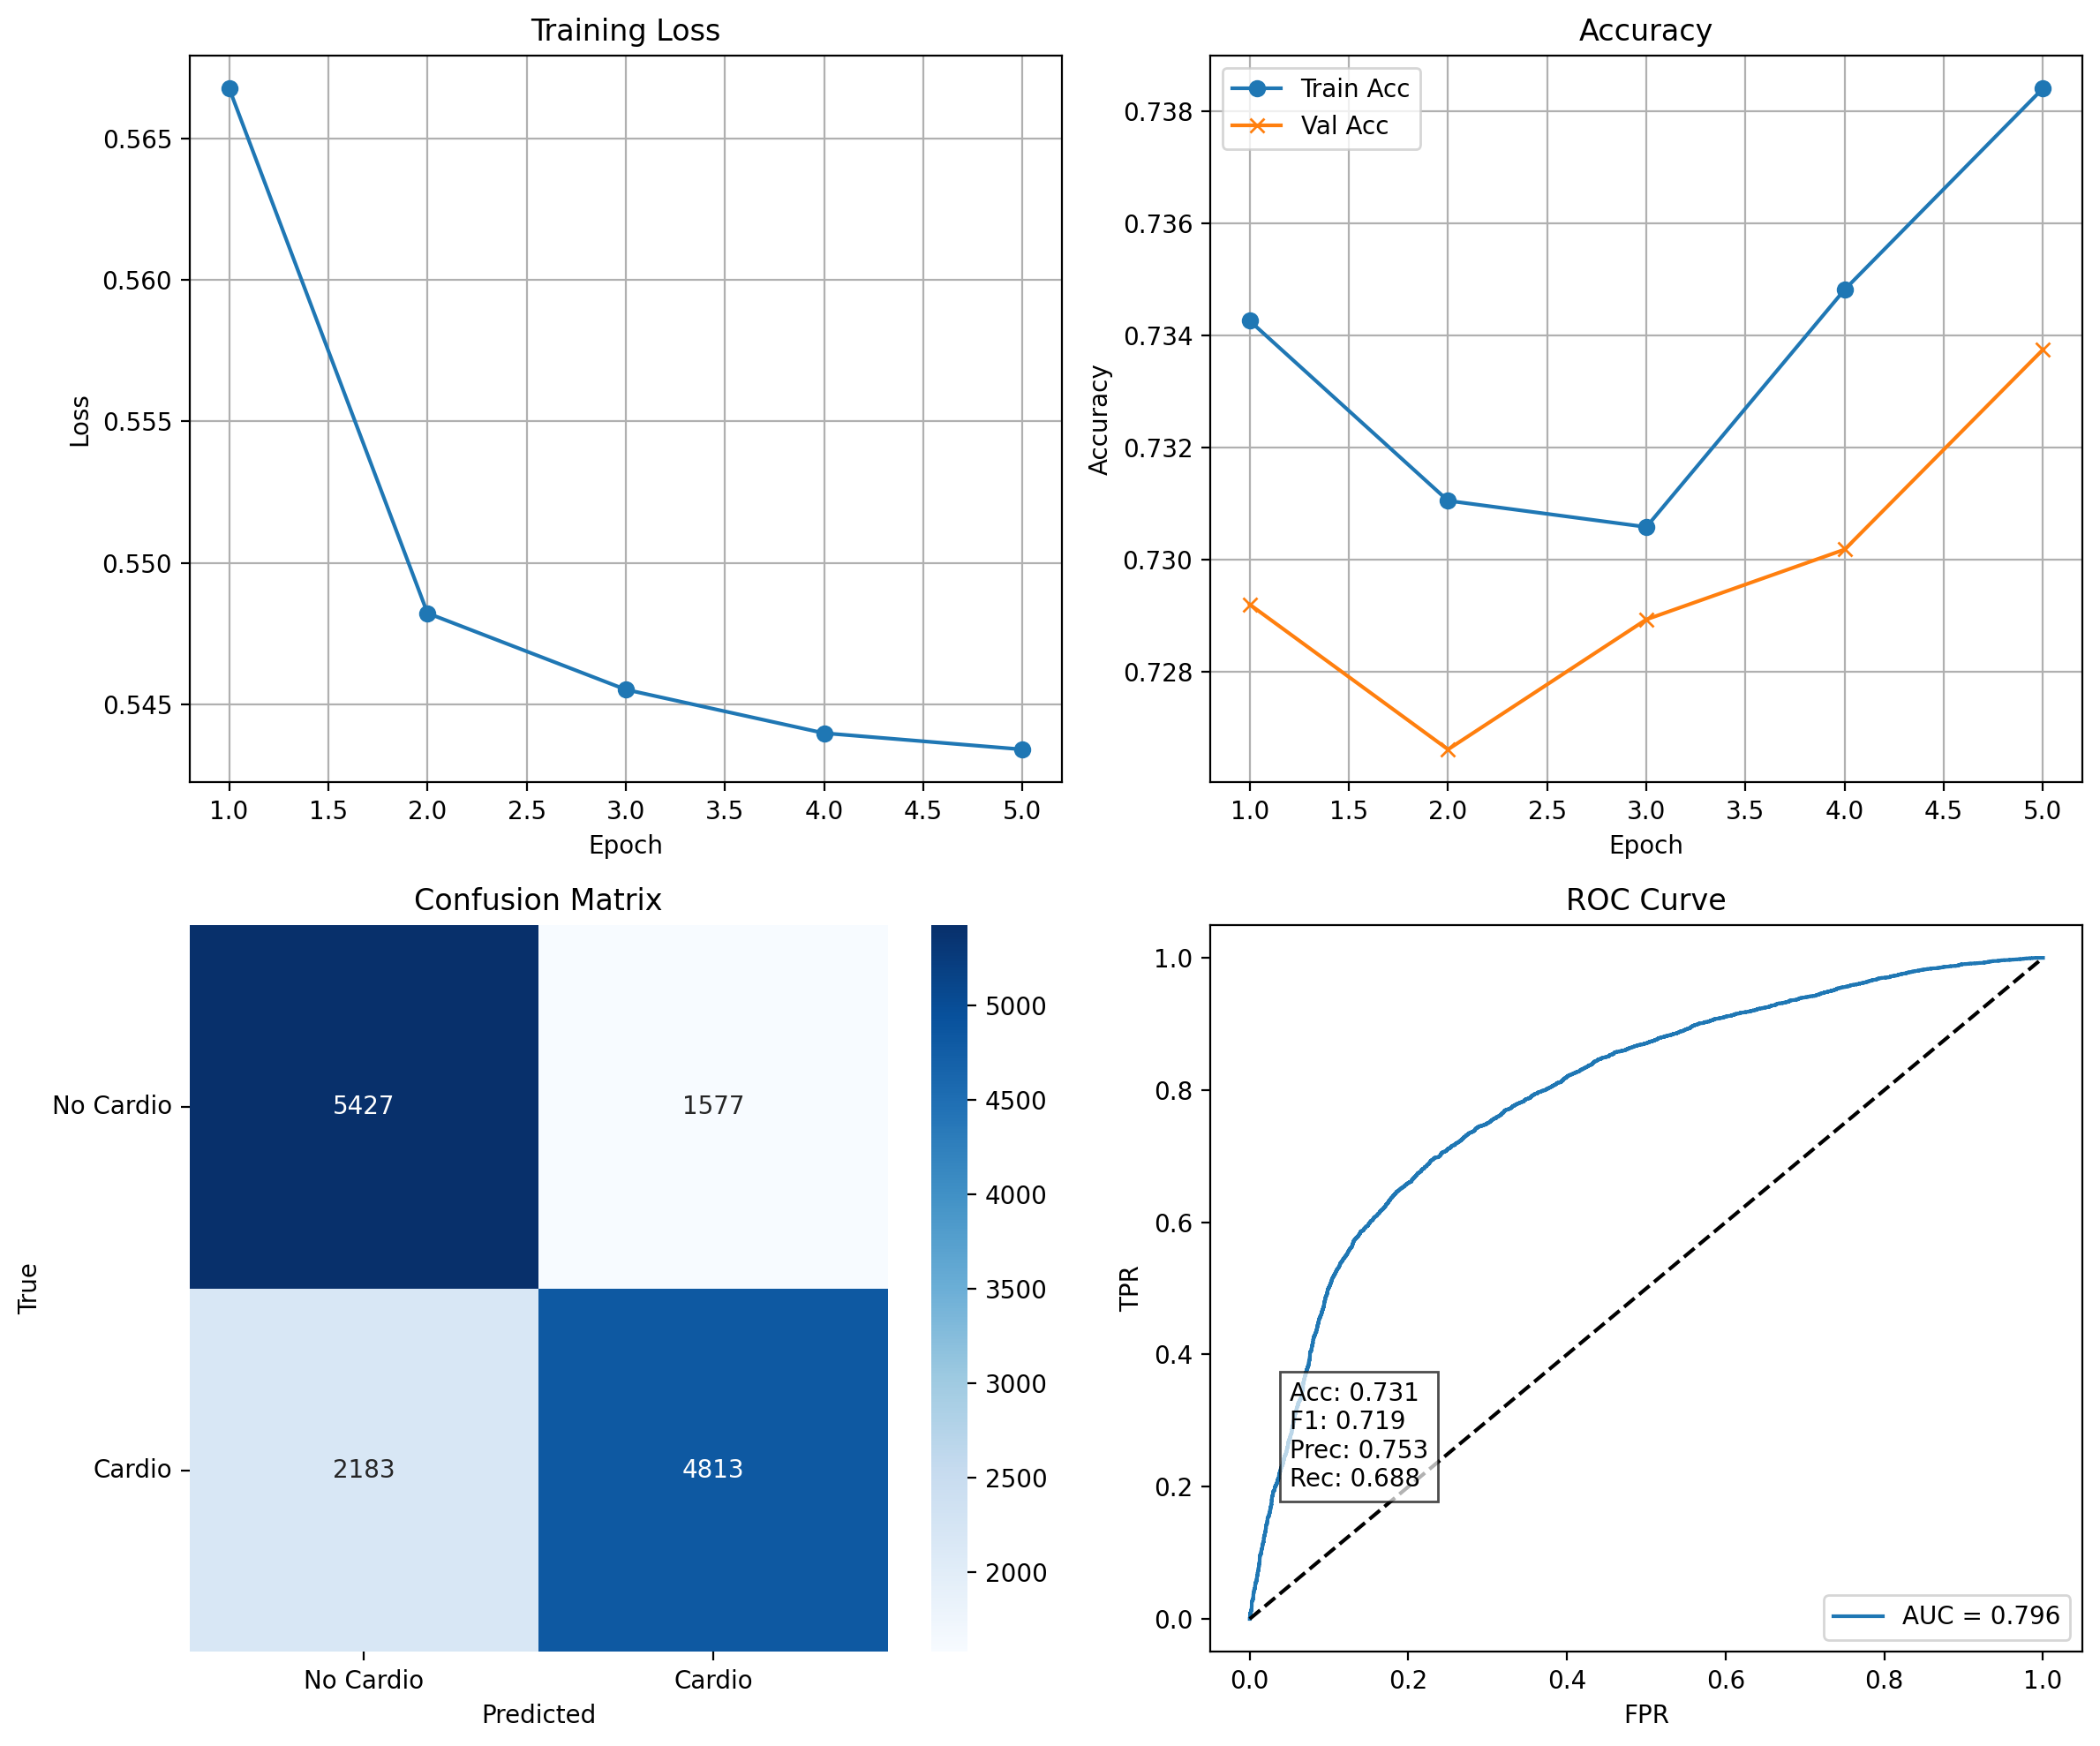 Training Loss
Loss
0.565
0.560
0.555
0.550
0.545
1.0 1.5 2.0 2.5 3.0 3.5 4.0 4.5 5.0
Epoch
Accuracy
Train Acc
Val Acc
Accuracy
0.738
0.736
0.734
0.732
0.730
0.728
1.0 1.5 2.0 2.5 3.0 3.5 4.0 4.5 5.0
Epoch
Confusion Matrix
True
No Cardio
Cardio
5427 1577
2183 4813
No Cardio Cardio
Predicted
5000
4500
4000
3500
3000
2500
2000
ROC Curve
TPR
1.0
0.8
0.6
0.4
0.2
0.0
Acc: 0.731
F1: 0.719
Prec: 0.753
Rec: 0.688
AUC = 0.796
0.0 0.2 0.4 0.6 0.8 1.0
FPR